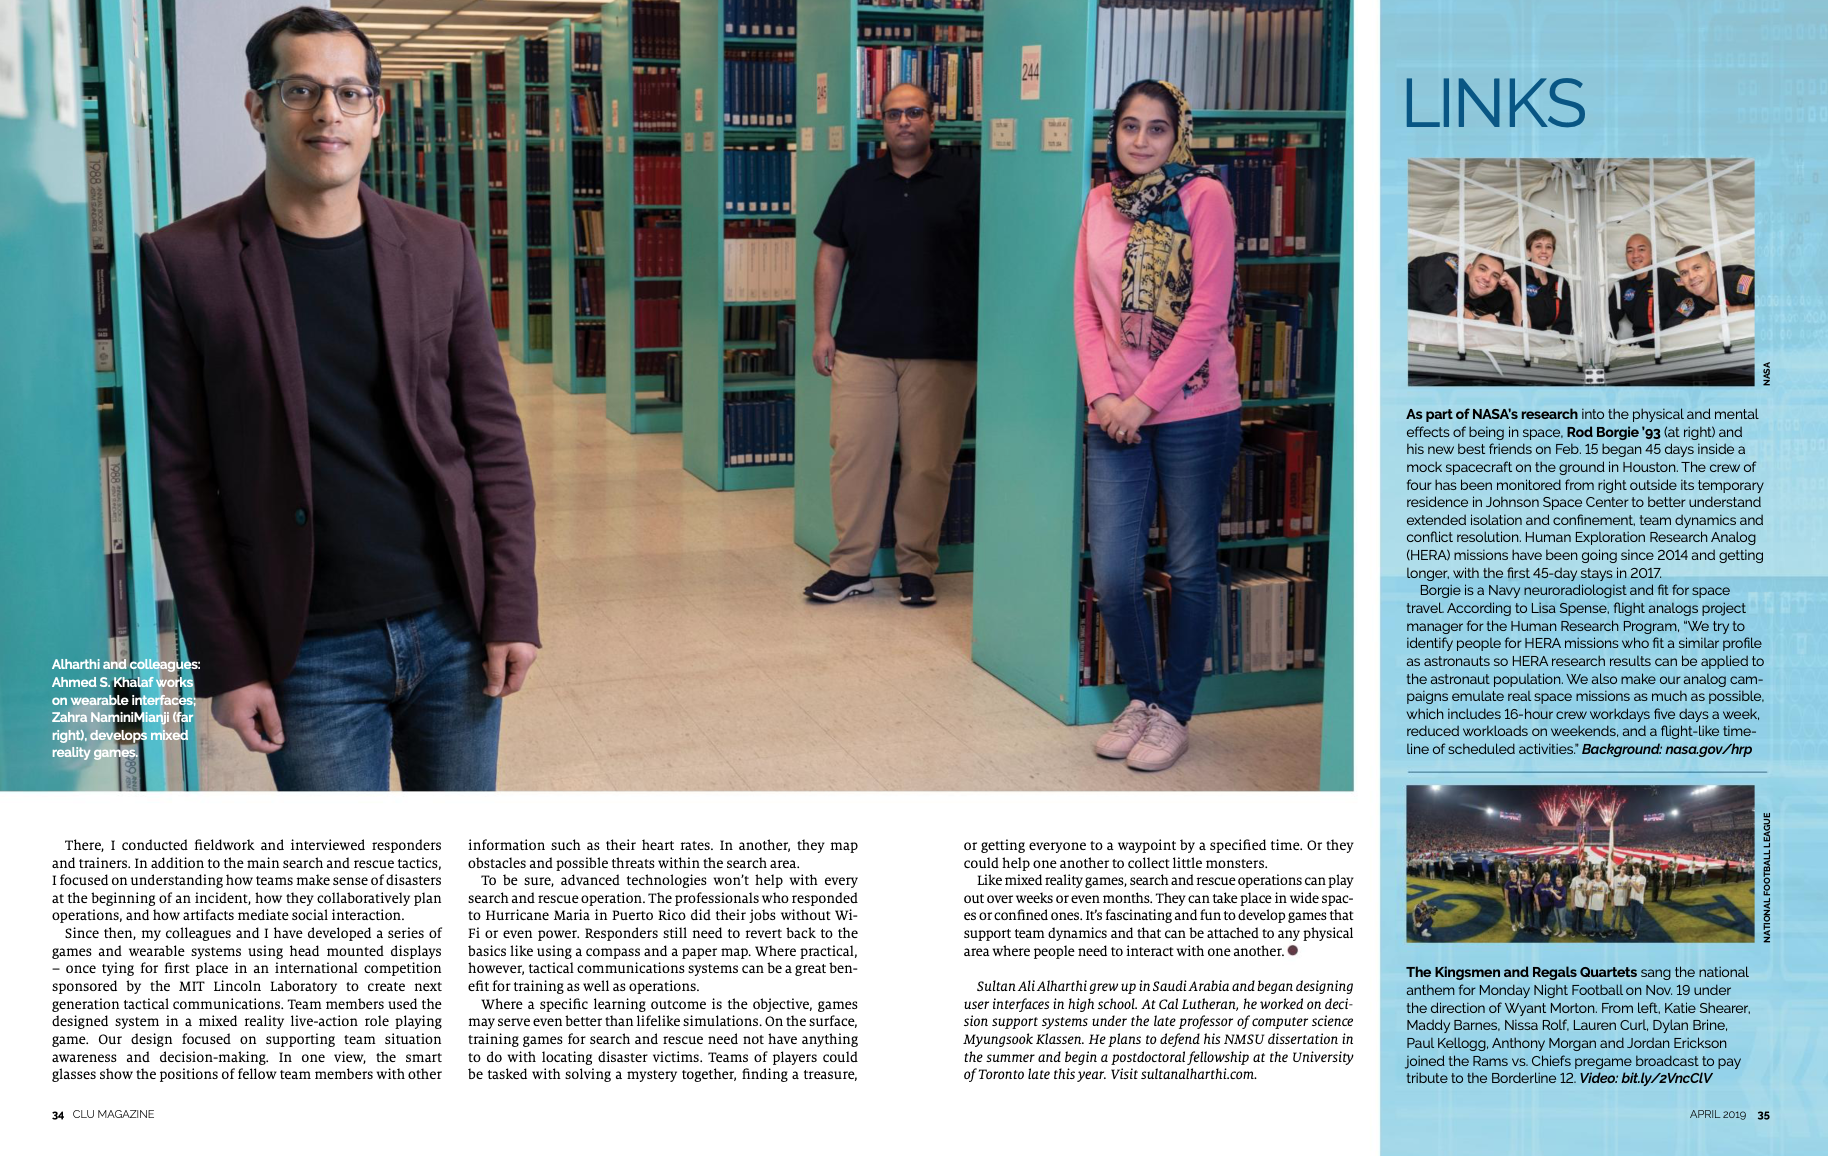 244
245
Alharthi and colleagues:
Ahmed S. Khalaf works
on wearable interfaces;
Zahra NaminiMianji (far
right), develops mixed
reality games.
There, I conducted fieldwork and interviewed responders
and trainers. In addition to the main search and rescue tactics,
I focused on understanding how teams make sense of disasters
at the beginning of an incident, how they collaboratively plan
operations, and how artifacts mediate social interaction.
Since then, my colleagues and I have developed a series of
games and wearable systems using head mounted displays
– once tying for first place in an international competition
sponsored by the MIT Lincoln Laboratory to create next
generation tactical communications. Team members used the
designed system in a mixed reality live-action role playing
game. Our design focused on supporting team situation
awareness and decision-making. In one view, the smart
glasses show the positions of fellow team members with other
information such as their heart rates. In another, they map
obstacles and possible threats within the search area.
To be sure, advanced technologies won't help with every
search and rescue operation. The professionals who responded
to Hurricane Maria in Puerto Rico did their jobs without Wi-
Fi or even power. Responders still need to revert back to the
basics like using a compass and a paper map. Where practical,
however, tactical communications systems can be a great ben-
efit for training as well as operations.
Where a specific learning outcome is the objective, games
may serve even better than lifelike simulations. On the surface,
training games for search and rescue need not have anything
to do with locating disaster victims. Teams of players could
be tasked with solving a mystery together, finding a treasure,
or getting everyone to a waypoint by a specified time. Or they
could help one another to collect little monsters.
Like mixed reality games, search and rescue operations can play
out over weeks or even months. They can take place in wide spac-
es or confined ones. It's fascinating and fun to develop games that
support team dynamics and that can be attached to any physical
area where people need to interact with one another.
Sultan Ali Alharthi grew up in Saudi Arabia and began designing
user interfaces in high school. At Cal Lutheran, he worked on deci-
sion support systems under the late professor of computer science
Myungsook Klassen. He plans to defend his NMSU dissertation in
the summer and begin a postdoctoral fellowship at the University
of Toronto late this year. Visit sultanalharthi.com.
34 CLU MAGAZINE
LINKS
NASA
As part of NASA's research into the physical and mental
effects of being in space, Rod Borgie '93 (at right) and
his new best friends on Feb. 15 began 45 days inside a
mock spacecraft on the ground in Houston. The crew of
four has been monitored from right outside its temporary
residence in Johnson Space Center to better understand
extended isolation and confinement, team dynamics and
conflict resolution. Human Exploration Research Analog
(HERA) missions have been going since 2014 and getting
longer, with the first 45-day stays in 2017.
Borgie is a Navy neuroradiologist and fit for space
travel. According to Lisa Spense, flight analogs project
manager for the Human Research Program, “We try to
identify people for HERA missions who fit a similar profile
as astronauts so HERA research results can be applied to
the astronaut population. We also make our analog cam-
paigns emulate real space missions as much as possible,
which includes 16-hour crew workdays five days a week,
reduced workloads on weekends, and a flight-like time-
line of scheduled activities.” Background: nasa.gov/hrp
NATIONAL FOOTBALL LEAGUE
The Kingsmen and Regals Quartets sang the national
anthem for Monday Night Football on Nov. 19 under
the direction of Wyant Morton. From left, Katie Shearer,
Maddy Barnes, Nissa Rolf, Lauren Curl, Dylan Brine,
Paul Kellogg, Anthony Morgan and Jordan Erickson
joined the Rams vs. Chiefs pregame broadcast to pay
tribute to the Borderline 12. Video: bit.ly/2VncClV
APRIL 2019 35